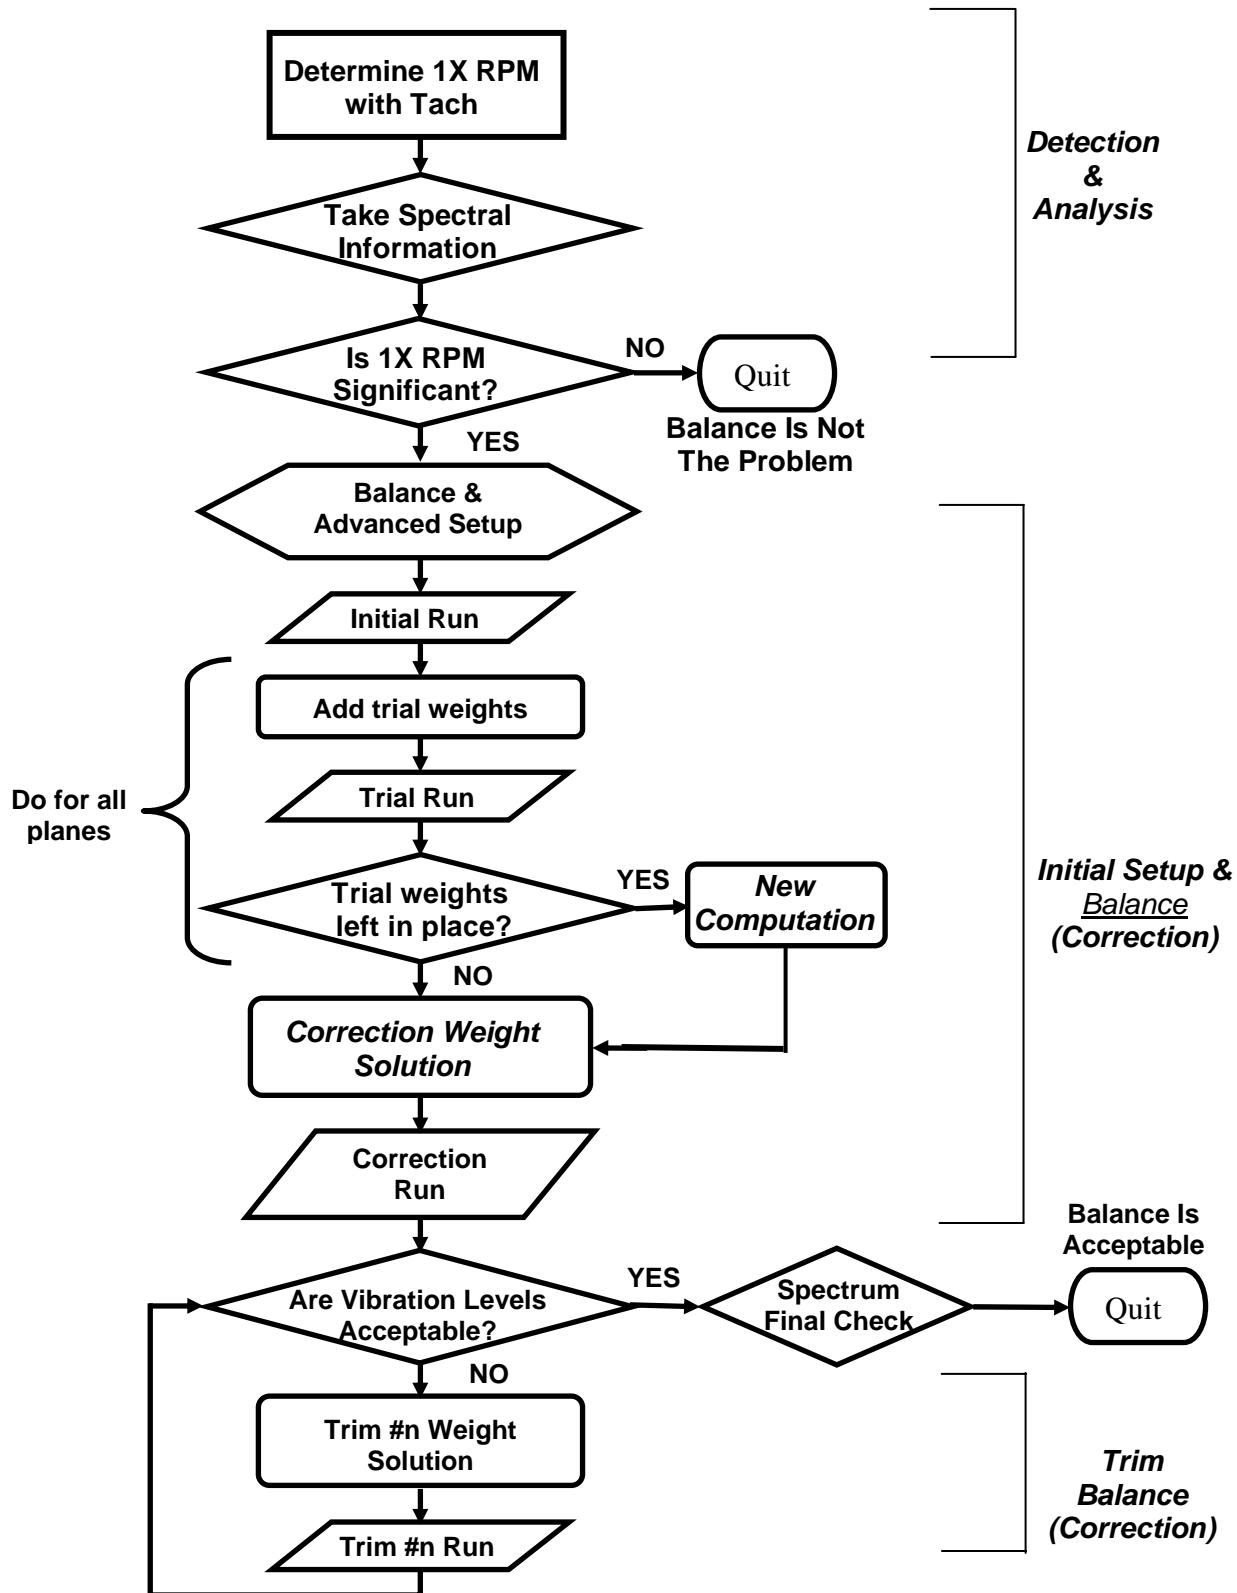 Determine 1X RPM
with Tach
Detection
&
Analysis
Take Spectral
Information
Is 1X RPM
Significant?
NO
Quit
Balance Is Not
The Problem
YES
Balance &
Advanced Setup
Initial Run
Add trial weights
Do for all
planes
Trial Run
Trial weights
left in place?
YES
New
Computation
Initial Setup &
Balance
(Correction)
NO
Correction Weight
Solution
Correction
Run
Balance Is
Acceptable
Are Vibration Levels
Acceptable?
YES
Spectrum
Final Check
Quit
NO
Trim #n Weight
Solution
Trim
Balance
(Correction)
Trim #n Run